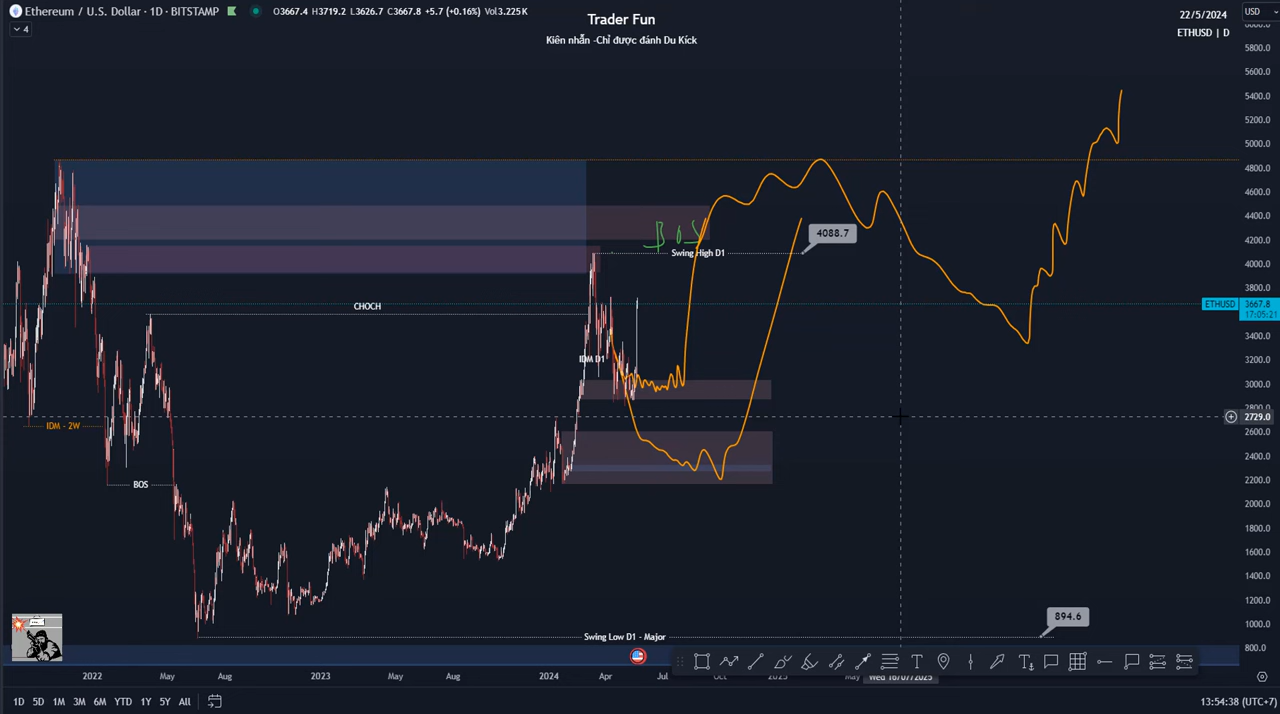 Ethereum / U.S. Dollar · 1D · BITSTAMP O3667.4 H3719.2 L3626.7 C3667.8 +5.7 (+0.16%) Vol3.225K
4
Trader Fun
Kiên nhẫn -Chỉ được đánh Du Kích
22/5/2024
ETHUSD | D
USD
5800.0
5600.0
5400.0
5200.0
5000.0
4800.0
4600.0
4400.0
4200.0
4000.0
3800.0
ETHUSD 3667.8
17:05:21
3400.0
3200.0
3000.0
2800.0
2729.0
2600.0
2400.0
2200.0
2000.0
1800.0
1600.0
1400.0
1200.0
1000.0
800.0
BOS
4088.7
Swing High D1
CHOCH
IDM D1
IDM - 2W
BOS
894.6
Swing Low D1 - Major
2022 May Aug 2023 May Aug 2024 Apr Jul Oct 2025 May Wed 16/07/2025
1D 5D 1M 3M 6M YTD 1Y 5Y All
13:54:38 (UTC+7)